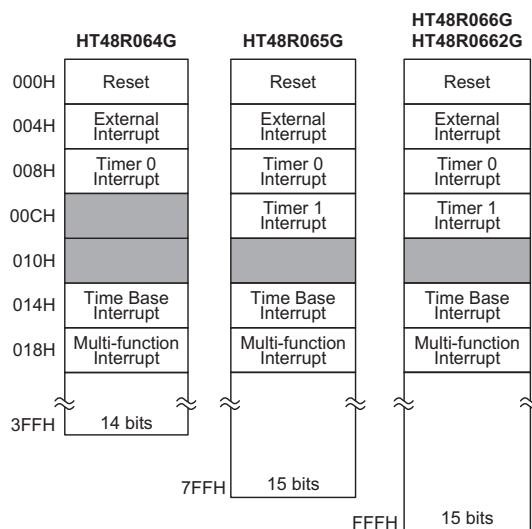 HT48R064G
HT48R065G
HT48R066G
HT48R0662G
000H
Reset
Reset
Reset
004H
External
Interrupt
External
Interrupt
External
Interrupt
008H
Timer 0
Interrupt
Timer 0
Interrupt
Timer 0
Interrupt
00CH
Timer 1
Interrupt
Timer 1
Interrupt
010H
014H
Time Base
Interrupt
Time Base
Interrupt
Time Base
Interrupt
018H
Multi-function
Interrupt
Multi-function
Interrupt
Multi-function
Interrupt
3FFH
14 bits
7FFH
15 bits
FFFH
15 bits